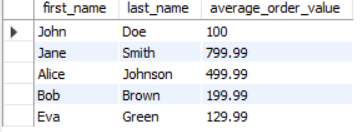 first_name last_name average_order_value
John Doe 100
Jane Smith 799.99
Alice Johnson 499.99
Bob Brown 199.99
Eva Green 129.99